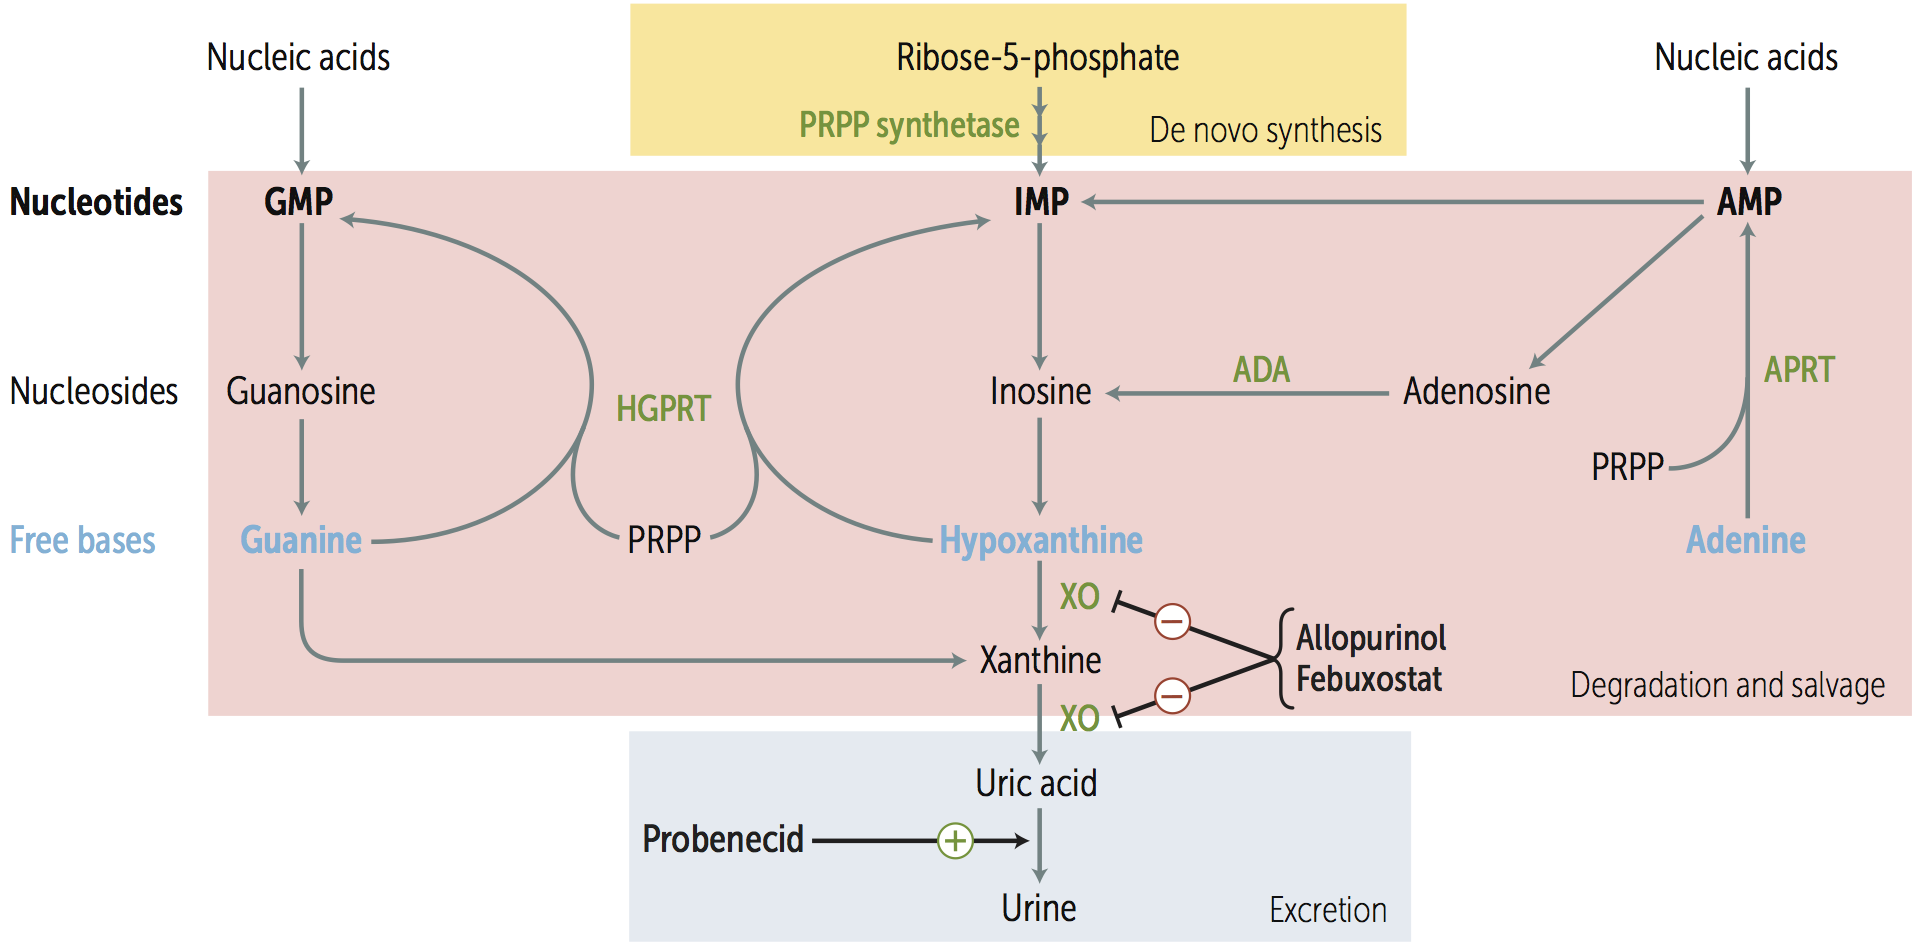 Nucleic acids
Ribose-5-phosphate
Nucleic acids
PRPP synthetase
De novo synthesis
Nucleotides
GMP
IMP
AMP
Nucleosides
Guanosine
HGPRT
Inosine
ADA
Adenosine
APRT
PRPP
Free bases
Guanine
PRPP
Hypoxanthine
Adenine
XO
−
Allopurinol
Febuxostat
Xanthine
−
XO
Degradation and salvage
Uric acid
Probenecid
+
Urine
Excretion